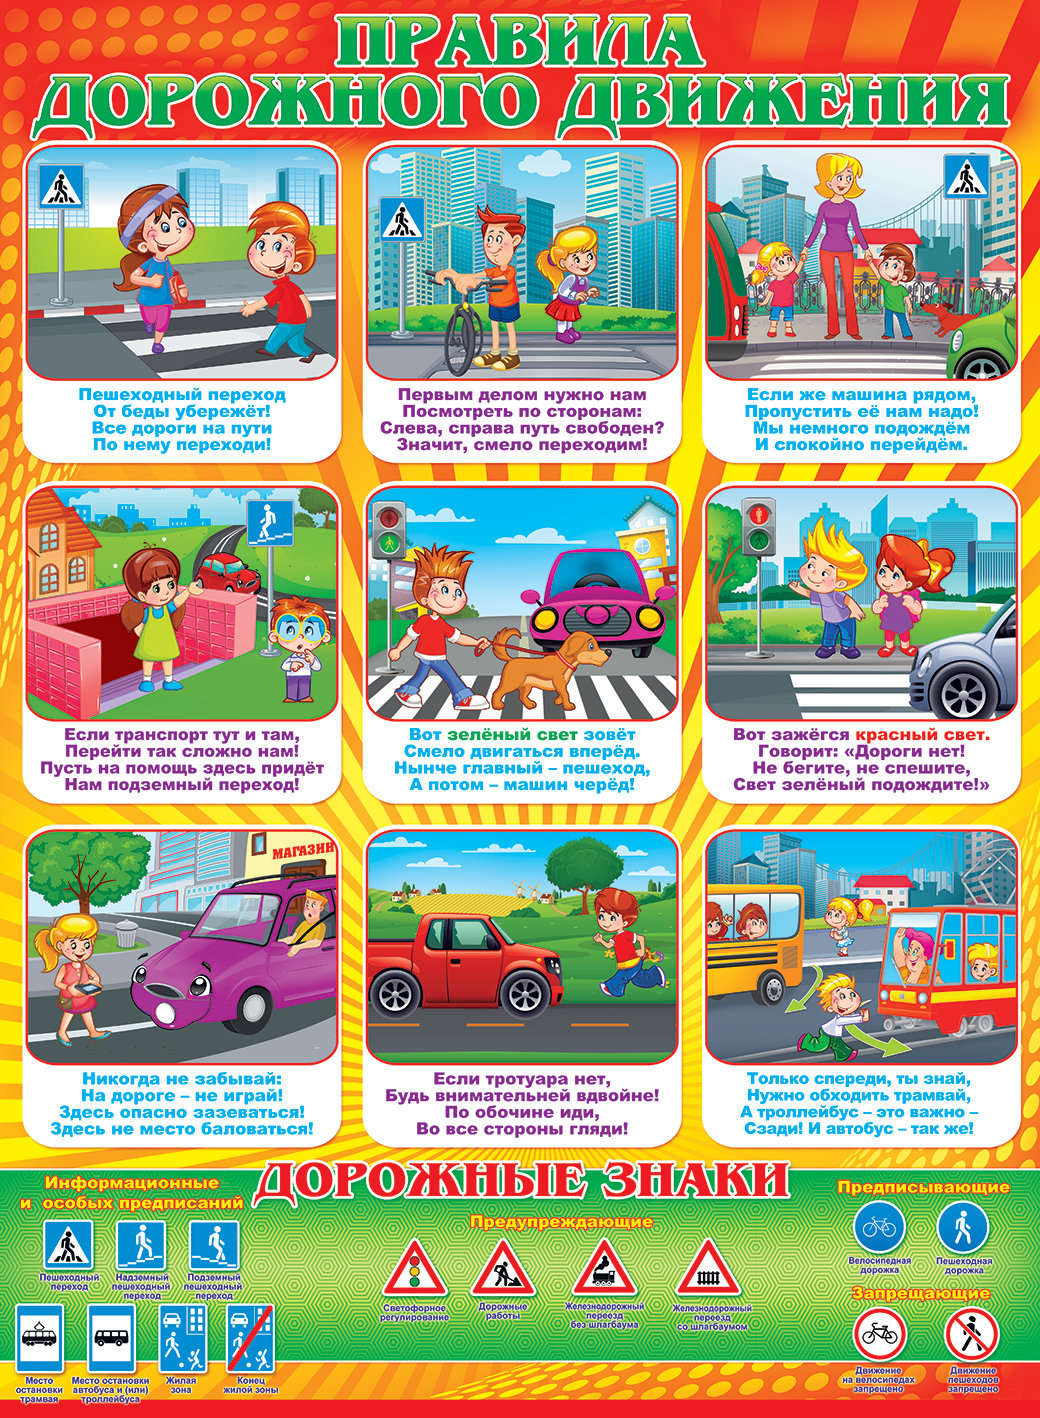 ПРАВИЛА
ДОРОЖНОГО ДВИЖЕНИЯ
Пешеходный переход
От беды убережёт!
Все дороги на пути
По нему переходи!
Первым делом нужно нам
Посмотреть по сторонам:
Слева, справа путь свободен?
Значит, смело переходим!
Если же машина рядом,
Пропустить её нам надо!
Мы немного подождём
И спокойно перейдём.
Если транспорт тут и там,
Перейти так сложно нам!
Пусть на помощь здесь придёт
Нам подземный переход!
Вот зелёный свет зовёт
Смело двигаться вперёд.
Нынче главный – пешеход,
А потом – машин черёд!
Вот зажёгся красный свет.
Говорит: «Дороги нет!
Не бегите, не спешите,
Свет зелёный подождите!»
МАГАЗИН
Никогда не забывай:
На дороге – не играй!
Здесь опасно зазеваться!
Здесь не место баловаться!
Если тротуара нет,
Будь внимательней вдвойне!
По обочине иди,
Во все стороны гляди!
Только спереди, ты знай,
Нужно обходить трамвай,
А троллейбус – это важно –
Сзади! И автобус – так же!
ДОРОЖНЫЕ ЗНАКИ
Информационные
и особых предписаний
Пешеходный
переход
Надземный
пешеходный
переход
Подземный
пешеходный
переход
Место
остановки
трамвая
Место остановки
автобуса и (или)
троллейбуса
Жилая
зона
Конец
жилой зоны
Предупреждающие
Светофорное
регулирование
Дорожные
работы
Железнодорожный
переезд
без шлагбаума
Железнодорожный
переезд
со шлагбаумом
Предписывающие
Велосипедная
дорожка
Пешеходная
дорожка
Запрещающие
Движение
на велосипедах
запрещено
Движение
пешеходов
запрещено